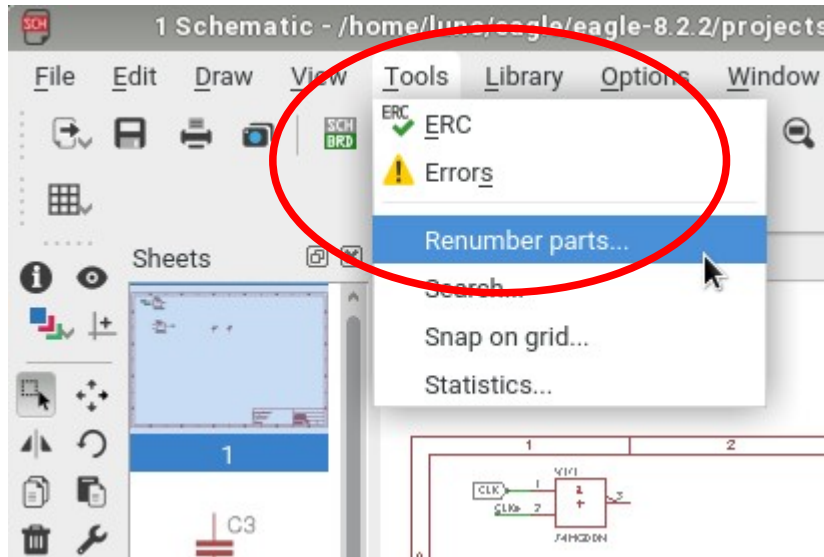 SCH
1 Schematic - /home/luno/eagle/eagle-8.2.2/projects
File Edit Draw View Tools Library Options Window
SCH
BRD
ERC
ERC
Errors
Renumber parts...
Search...
Snap on grid...
Statistics...
Sheets
1
C3
1 2
CLK 1
2
3